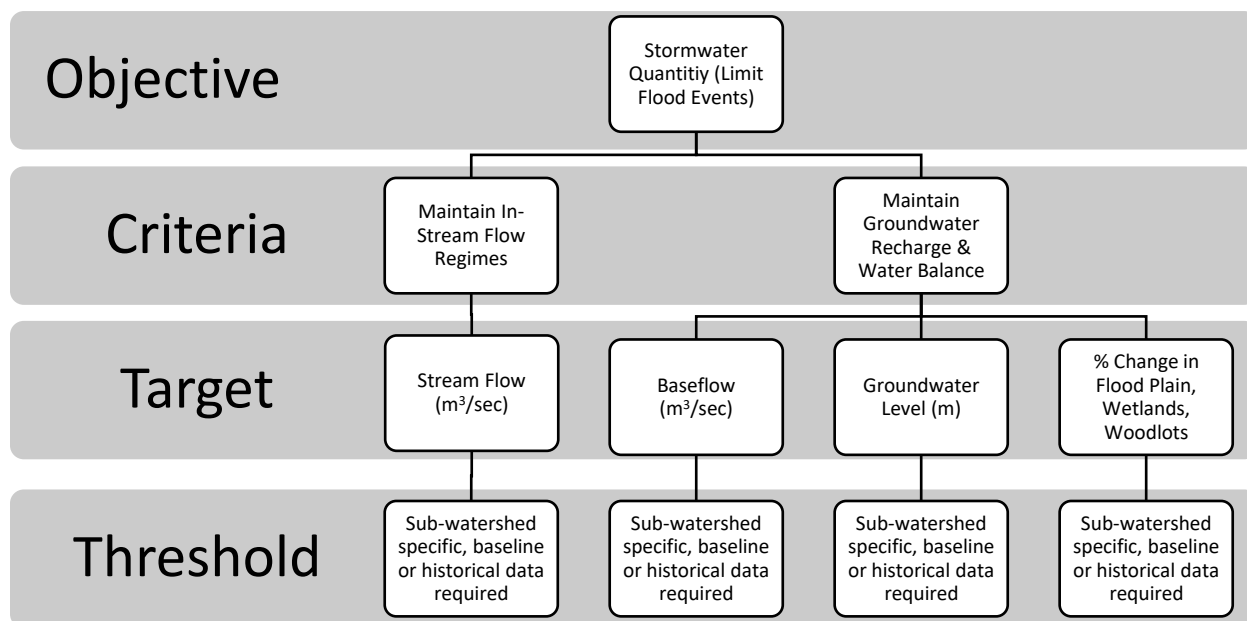 Objective
Stormwater
Quantitiy (Limit
Flood Events)
Criteria
Maintain In-
Stream Flow
Regimes
Maintain
Groundwater
Recharge &
Water Balance
Target
Stream Flow
(m³/sec)
Baseflow
(m³/sec)
Groundwater
Level (m)
% Change in
Flood Plain,
Wetlands,
Woodlots
Threshold
Sub-watershed
specific, baseline
or historical data
required
Sub-watershed
specific, baseline
or historical data
required
Sub-watershed
specific, baseline
or historical data
required
Sub-watershed
specific, baseline
or historical data
required